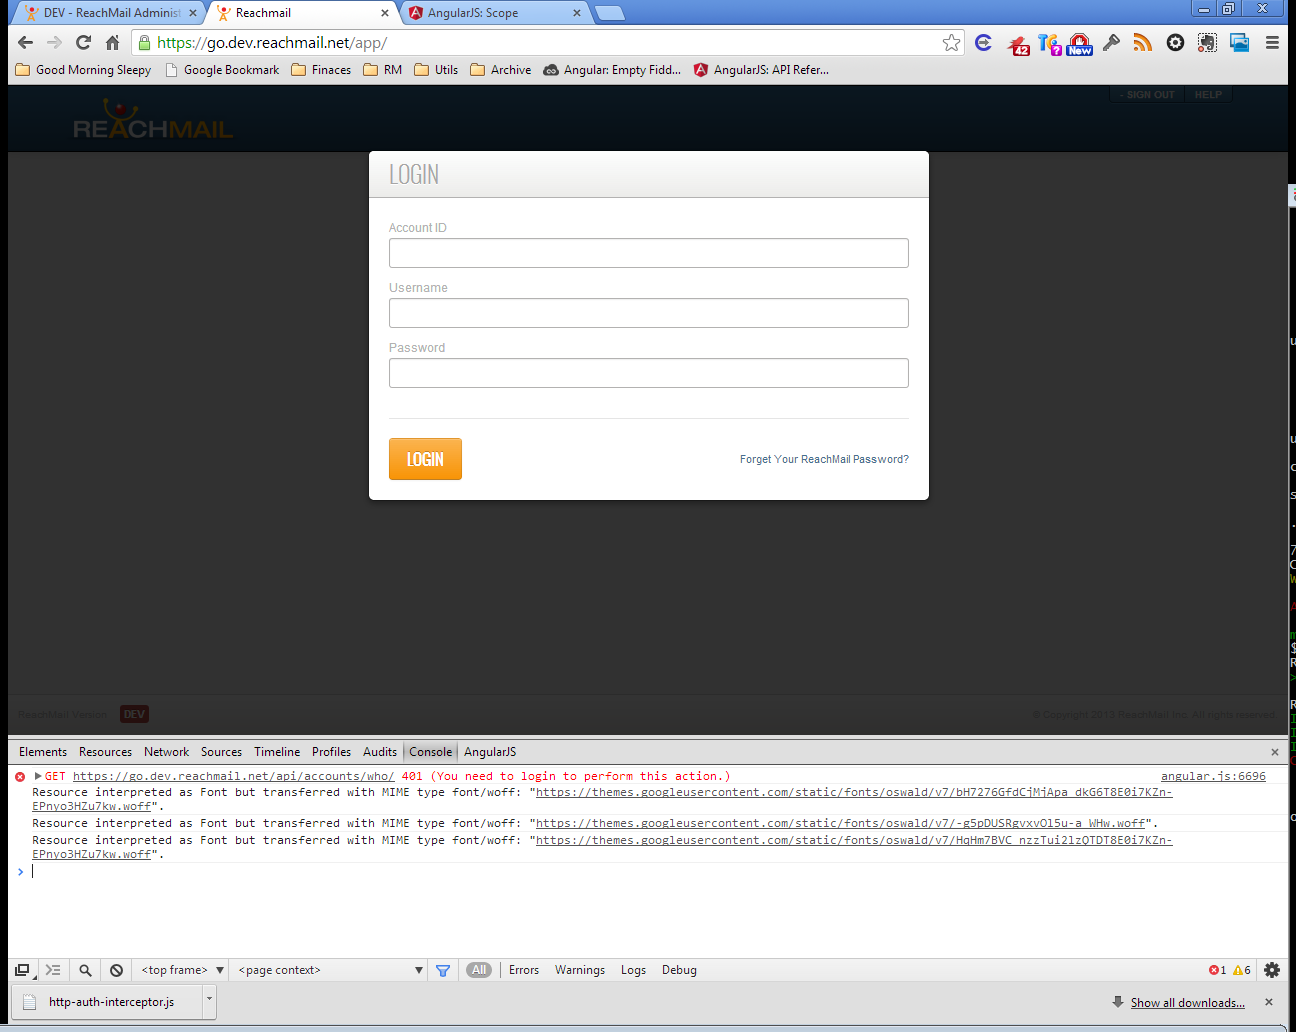 DEV - ReachMail Administ
Reachmail
AngularJS: Scope
https://go.dev.reachmail.net/app/
42
New
Good Morning Sleepy
Google Bookmark
Finaces
RM
Utils
Archive
Angular: Empty Fidd...
AngularJS: API Refer...
- SIGN OUT
HELP
REACHMAIL
LOGIN
Account ID
Username
Password
LOGIN
Forget Your ReachMail Password?
ReachMail Version
DEV
© Copyright 2013 ReachMail Inc. All rights reserved.
Elements Resources Network Sources Timeline Profiles Audits Console AngularJS
GET https://go.dev.reachmail.net/api/accounts/who/ 401 (You need to login to perform this action.) angular.js:6696
Resource interpreted as Font but transferred with MIME type font/woff: "https://themes.googleusercontent.com/static/fonts/oswald/v7/bH7276GfdCjMjApa_dkG6T8E0i7KZn-
EPnyo3HZu7kw.woff".
Resource interpreted as Font but transferred with MIME type font/woff: "https://themes.googleusercontent.com/static/fonts/oswald/v7/-g5pDUSRgvxvOl5u-a_WHw.woff".
Resource interpreted as Font but transferred with MIME type font/woff: "https://themes.googleusercontent.com/static/fonts/oswald/v7/HqHm7BVC_nzzTui2lzQTDT8E0i7KZn-
EPnyo3HZu7kw.woff".
>
<top frame>
<page context>
All
Errors
Warnings
Logs
Debug
1
6
http-auth-interceptor.js
Show all downloads...